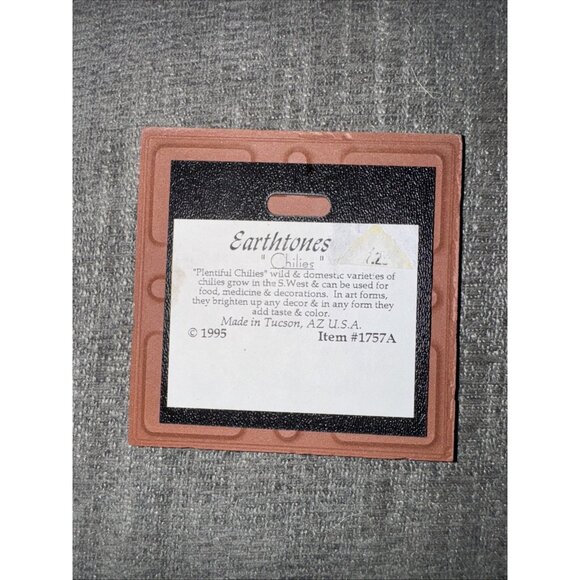 Earthtones
"Chilies"
"Plentiful Chilies" wild & domestic varieties of
chilies grow in the S.West & can be used for
food, medicine & decorations. In art forms,
they brighten up any decor & in any form they
add taste & color.
Made in Tucson, AZ U.S.A.
© 1995 Item #1757A